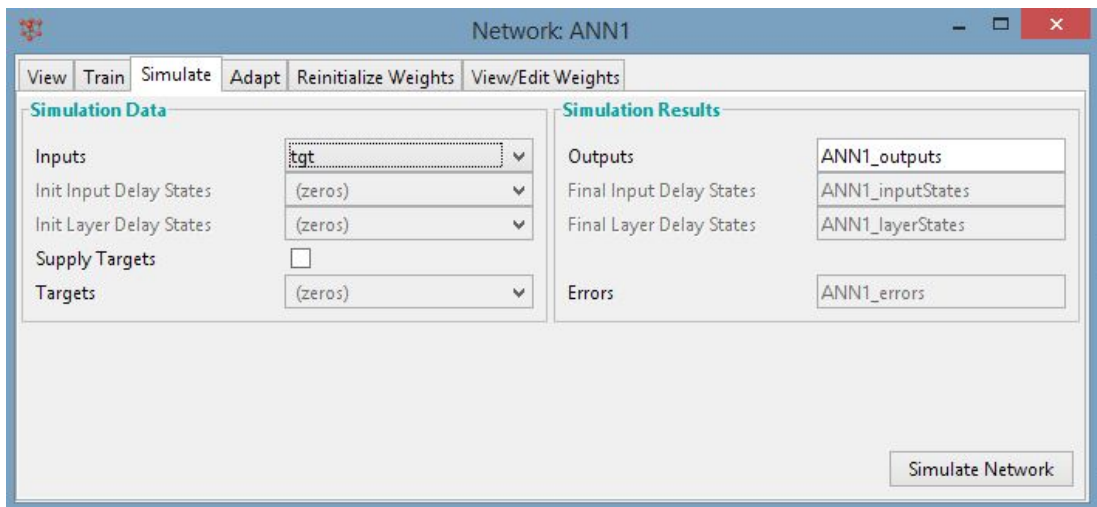 Network: ANN1
View Train Simulate Adapt Reinitialize Weights View/Edit Weights
Simulation Data
Inputs tgt
Init Input Delay States (zeros)
Init Layer Delay States (zeros)
Supply Targets
Targets (zeros)
Simulation Results
Outputs ANN1_outputs
Final Input Delay States ANN1_inputStates
Final Layer Delay States ANN1_layerStates
Errors ANN1_errors
Simulate Network